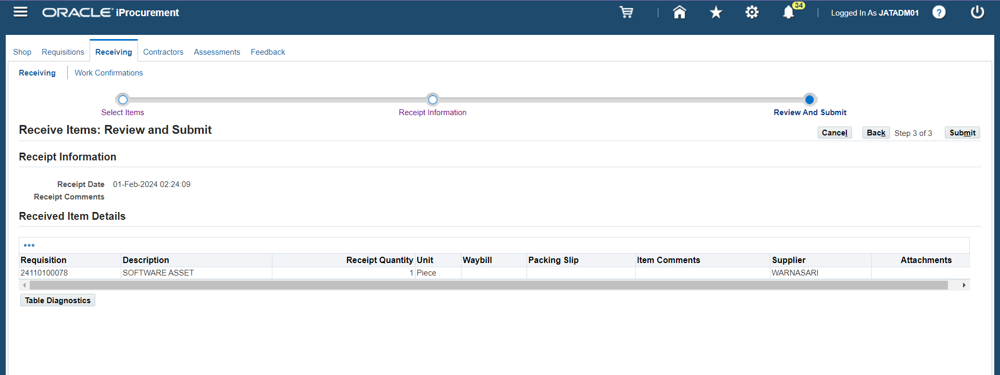 ORACLE iProcurement 34 Logged In As JATADM01 ?
Shop Requisitions Receiving Contractors Assessments Feedback
Receiving Work Confirmations
Select Items Receipt Information Review And Submit
Receive Items: Review and Submit Cancel Back Step 3 of 3 Submit
Receipt Information
Receipt Date 01-Feb-2024 02:24:09
Receipt Comments
Received Item Details
Requisition Description Receipt Quantity Unit Waybill Packing Slip Item Comments Supplier Attachments
24110100078 SOFTWARE ASSET 1 Piece WARNASARI
Table Diagnostics